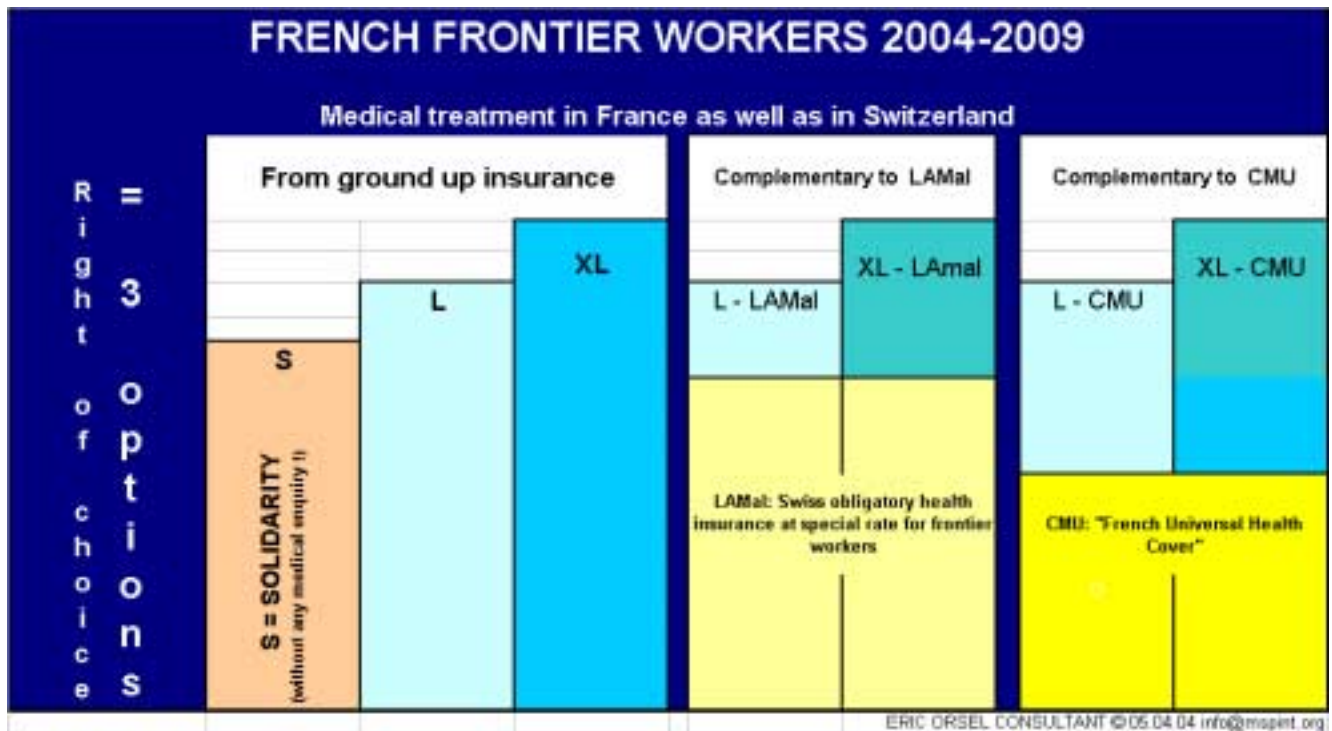 FRENCH FRONTIER WORKERS 2004-2009
Medical treatment in France as well as in Switzerland
Right of choice
= 3 options
From ground up insurance
S
L
XL
S = SOLIDARITY
(without any medical enquiry !)
Complementary to LAMal
L - LAMal
XL - LAmal
LAMal: Swiss obligatory health
insurance at special rate for frontier
workers
Complementary to CMU
L - CMU
XL - CMU
CMU: "French Universal Health
Cover"
ERIC ORSEL CONSULTANT © 05.04.04 info@mspint.org